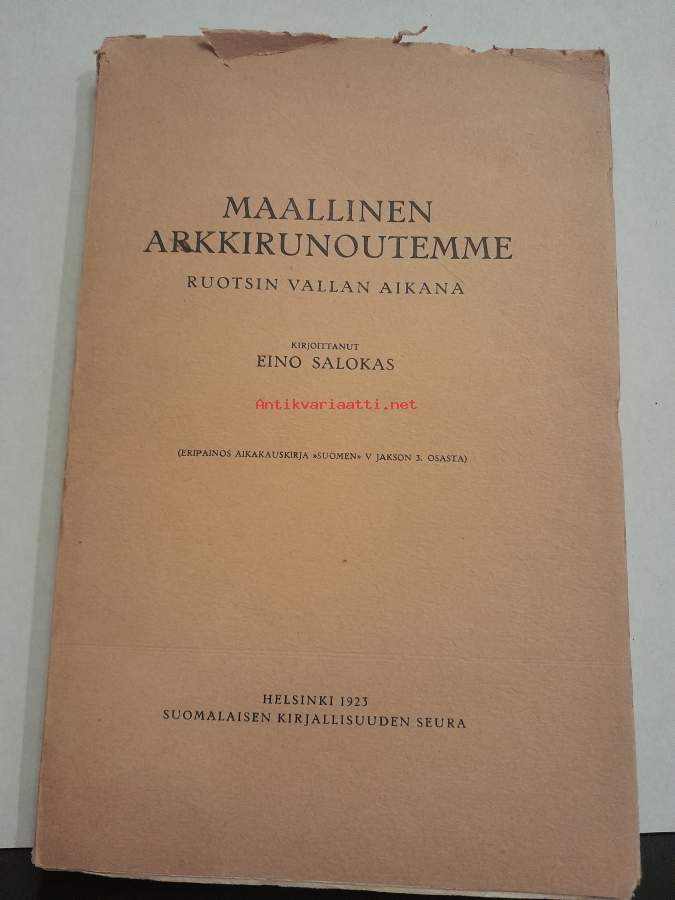 MAALLINEN
ARKKIRUNOUTEMME
RUOTSIN VALLAN AIKANA
KIRJOITTANUT
EINO SALOKAS
Antikvariaatti.net
(ERIPAINOS AIKAKAUSKIRJA »SUOMEN» V JAKSON 3. OSASTA)
HELSINKI 1923
SUOMALAISEN KIRJALLISUUDEN SEURA